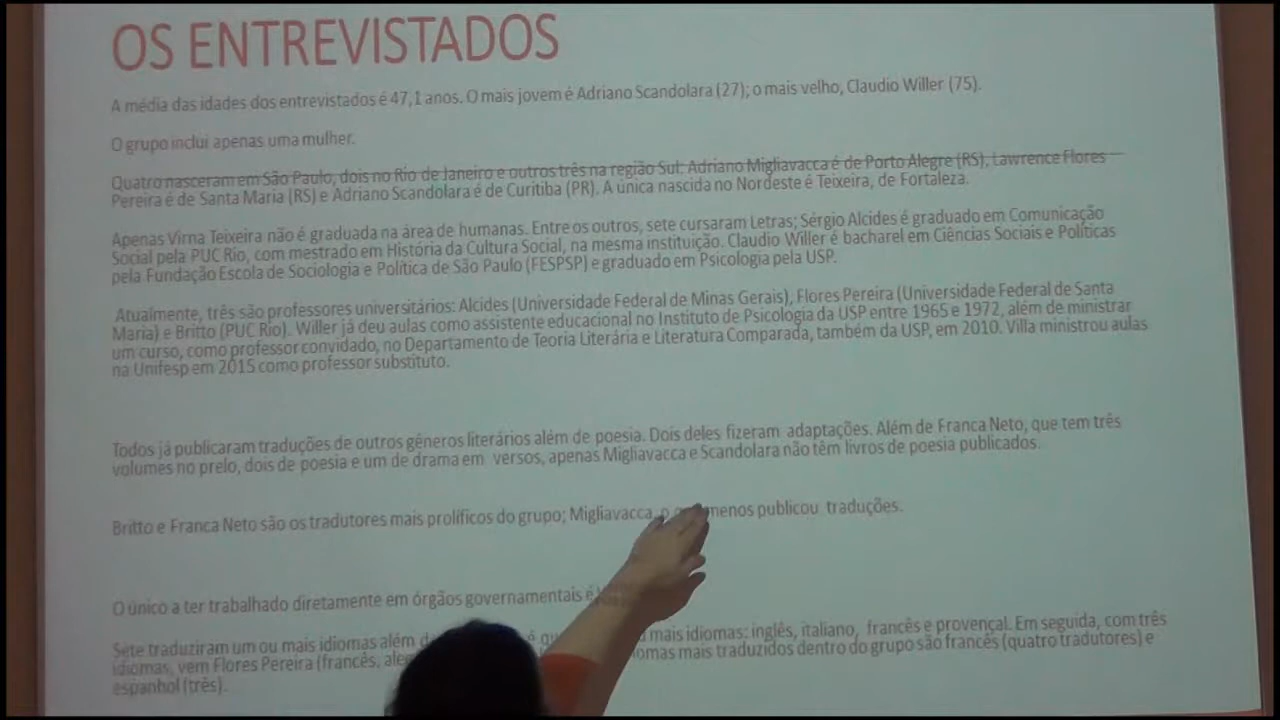 OS ENTREVISTADOS
A média das idades dos entrevistados é 47,1 anos. O mais jovem é Adriano Scandolara (27); o mais velho, Claudio Willer (75).
O grupo inclui apenas uma mulher.
Quatro nasceram em São Paulo, dois no Rio de Janeiro e outros três na região Sul: Adriano Migliavacca é de Porto Alegre (RS), Lawrence Flores
Pereira é de Santa Maria (RS) e Adriano Scandolara é de Curitiba (PR). A única nascida no Nordeste é Teixeira, de Fortaleza.
Apenas Virna Teixeira não é graduada na área de humanas. Entre os outros, sete cursaram Letras; Sérgio Alcides é graduado em Comunicação
Social pela PUC Rio, com mestrado em História da Cultura Social, na mesma instituição. Claudio Willer é bacharel em Ciências Sociais e Políticas
pela Fundação Escola de Sociologia e Política de São Paulo (FESPSP) e graduado em Psicologia pela USP.
Atualmente, três são professores universitários: Alcides (Universidade Federal de Minas Gerais), Flores Pereira (Universidade Federal de Santa
Maria) e Britto (PUC Rio). Willer já deu aulas como assistente educacional no Instituto de Psicologia da USP entre 1965 e 1972, além de ministrar
um curso, como professor convidado, no Departamento de Teoria Literária e Literatura Comparada, também da USP, em 2010. Villa ministrou aulas
na Unifesp em 2015 como professor substituto.
Todos já publicaram traduções de outros gêneros literários além de poesia. Dois deles fizeram adaptações. Além de Franca Neto, que tem três
volumes no prelo, dois de poesia e um de drama em versos, apenas Migliavacca e Scandolara não têm livros de poesia publicados.
Britto e Franca Neto são os tradutores mais prolíficos do grupo; Migliavacca, o menos publicou traduções.
O único a ter trabalhado diretamente em órgãos governamentais é
Sete traduziram um ou mais idiomas além mais idiomas: inglês, italiano, francês e provençal. Em seguida, com três
idiomas, vem Flores Pereira (francês, mais traduzidos dentro do grupo são francês (quatro tradutores) e
espanhol (três).